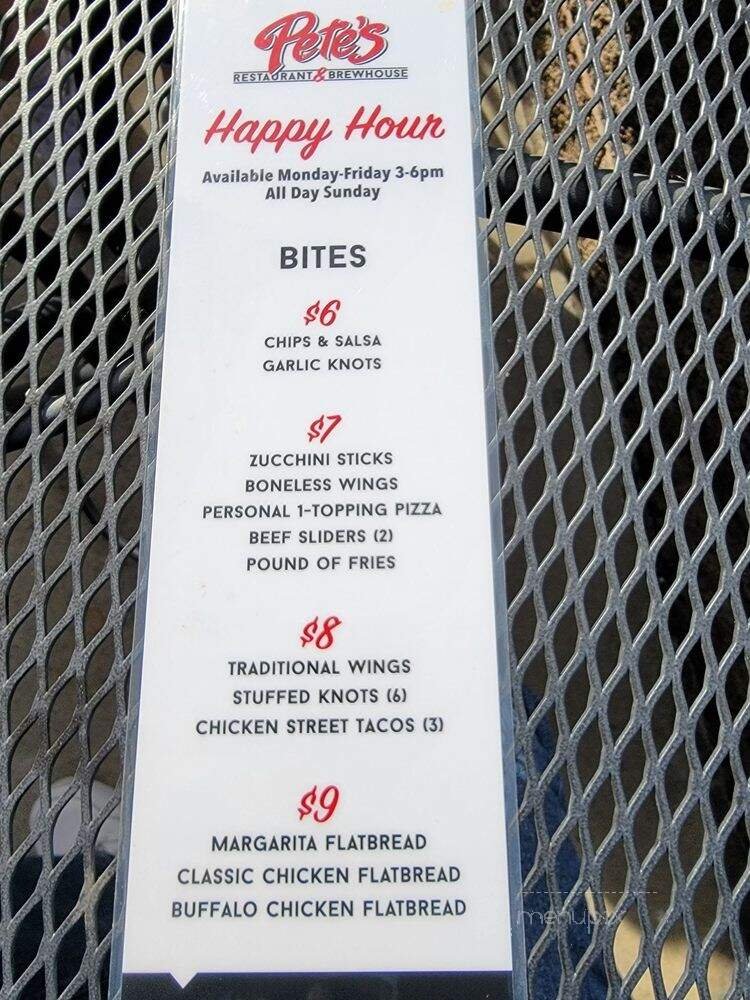 Pete's
RESTAURANT & BREWHOUSE
Happy Hour
Available Monday-Friday 3-6pm
All Day Sunday
BITES
$6
CHIPS & SALSA
GARLIC KNOTS
$7
ZUCCHINI STICKS
BONELESS WINGS
PERSONAL 1-TOPPING PIZZA
BEEF SLIDERS (2)
POUND OF FRIES
$8
TRADITIONAL WINGS
STUFFED KNOTS (6)
CHICKEN STREET TACOS (3)
$9
MARGARITA FLATBREAD
CLASSIC CHICKEN FLATBREAD
BUFFALO CHICKEN FLATBREAD